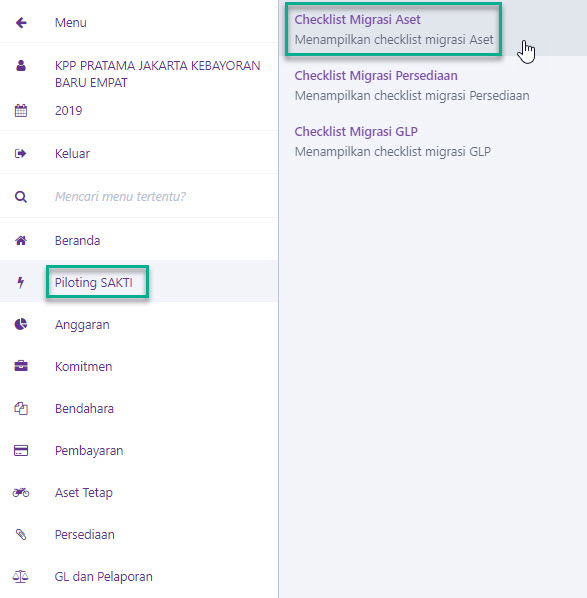 Menu
KPP PRATAMA JAKARTA KEBAYORAN
BARU EMPAT
2019
Keluar
Mencari menu tertentu?
Beranda
Piloting SAKTI
Anggaran
Komitmen
Bendahara
Pembayaran
Aset Tetap
Persediaan
GL dan Pelaporan
Checklist Migrasi Aset
Menampilkan checklist migrasi Aset
Checklist Migrasi Persediaan
Menampilkan checklist migrasi Persediaan
Checklist Migrasi GLP
Menampilkan checklist migrasi GLP